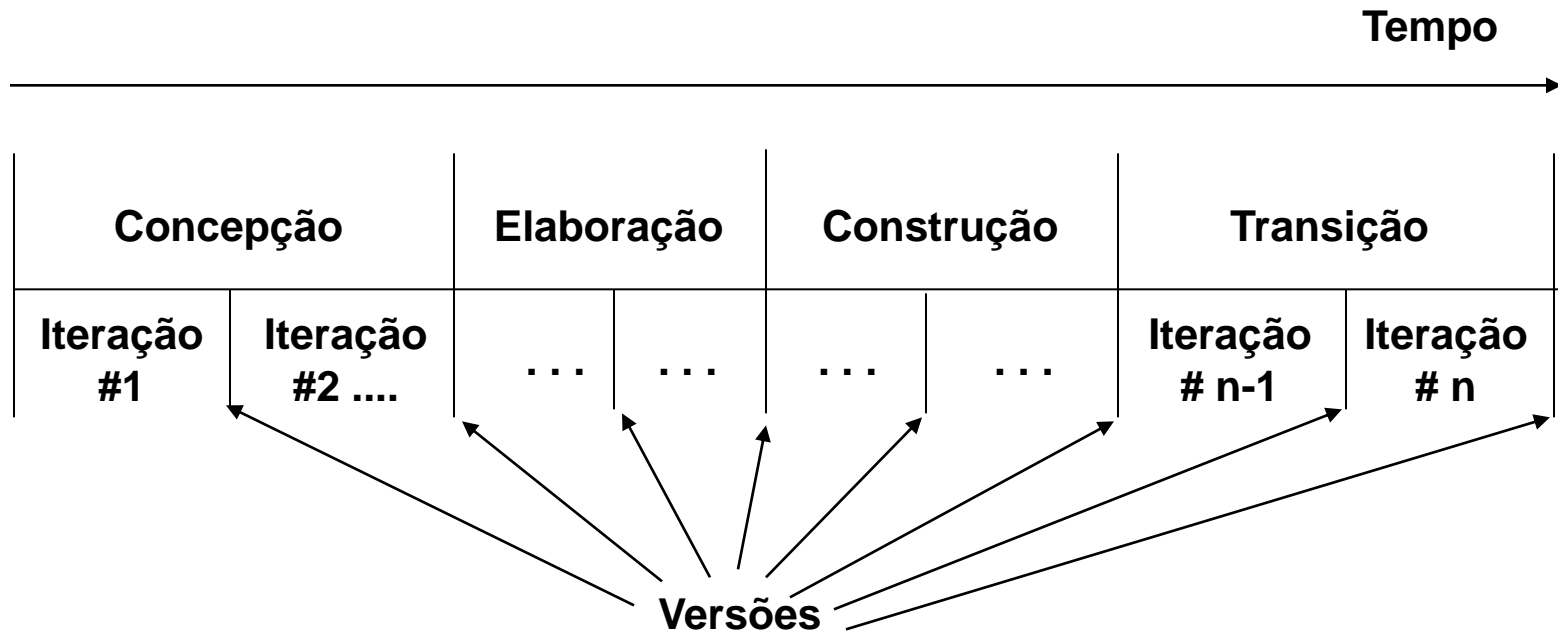 Tempo
Concepção Elaboração Construção Transição
Iteração Iteração Iteração Iteração
#1 #2 .... . . . . . . . . . . . . # n-1 # n
Versões